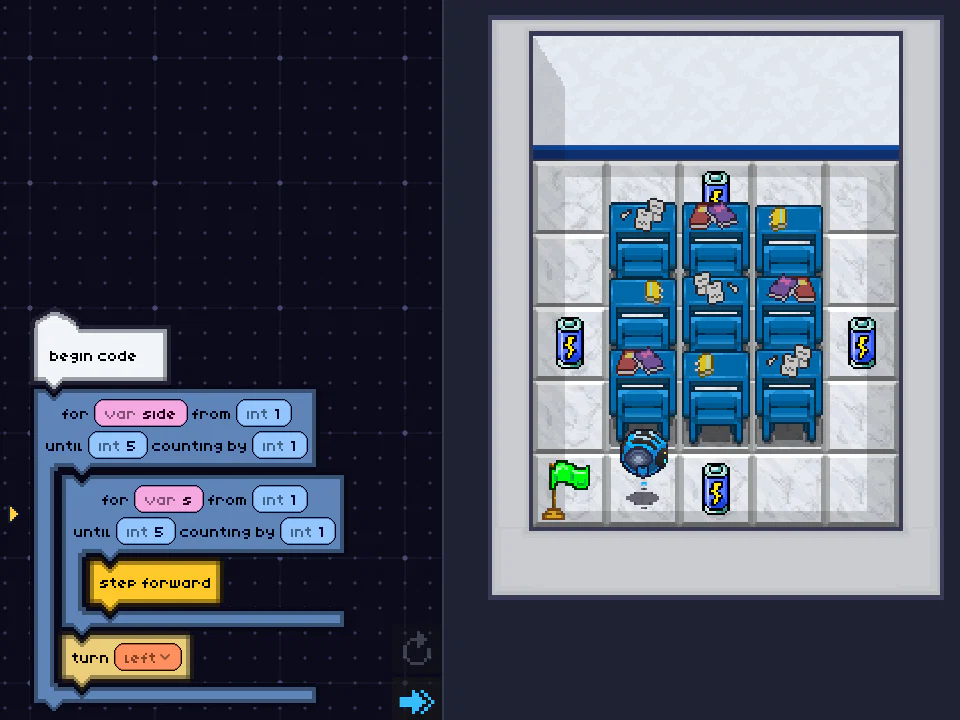 begin code
for var side from int 1
until int 5 counting by int 1
for var s from int 1
until int 5 counting by int 1
step forward
turn left